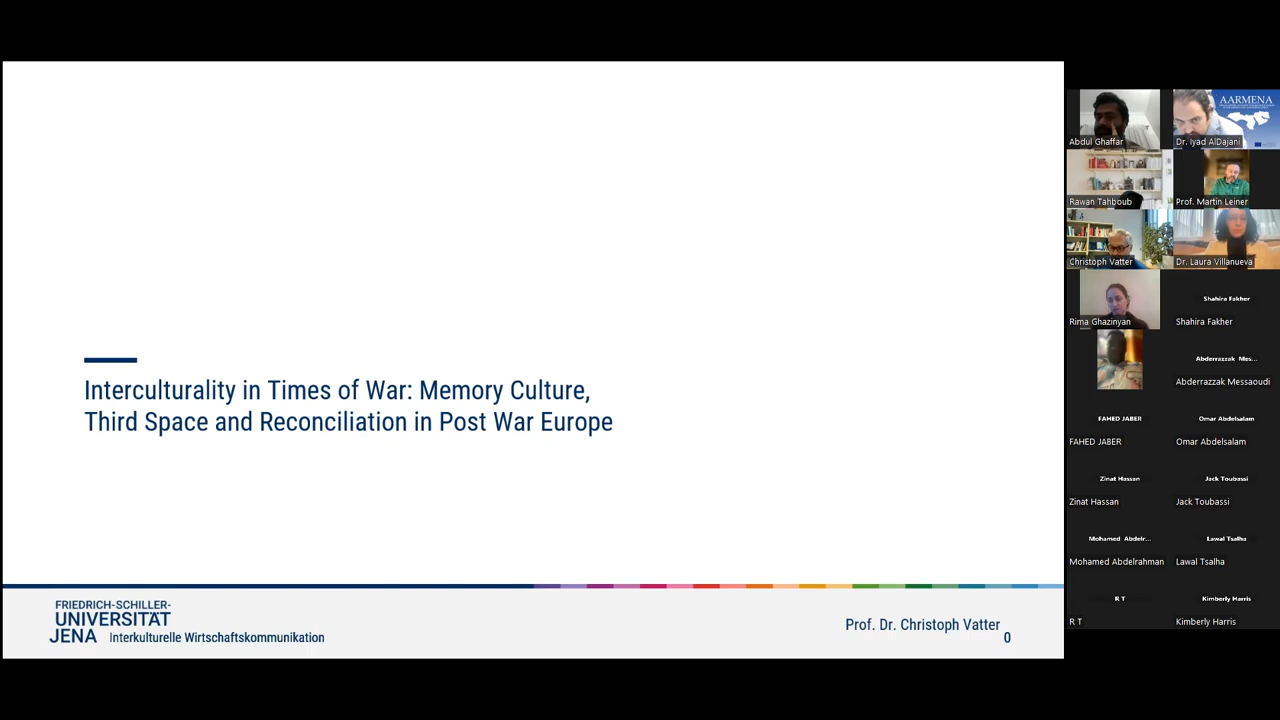 Interculturality in Times of War: Memory Culture,
Third Space and Reconciliation in Post War Europe
FRIEDRICH-SCHILLER-
UNIVERSITÄT
JENA Interkulturelle Wirtschaftskommunikation
Prof. Dr. Christoph Vatter
0
AARMENA
Abdul Ghaffar
Dr. Iyad AlDajani
Rawan Tahboub
Prof. Martin Leiner
Christoph Vatter
Dr. Laura Villanueva
Rima Ghazinyan
Shahira Fakher
Shahira Fakher
Abderrazzak Mes...
Abderrazzak Messaoudi
FAHED JABER
FAHED JABER
Omar Abdelsalam
Omar Abdelsalam
Zinat Hassan
Zinat Hassan
Jack Toubassi
Jack Toubassi
Mohamed Abdelr...
Mohamed Abdelrahman
Lawal Tsalha
Lawal Tsalha
R T
R T
Kimberly Harris
Kimberly Harris